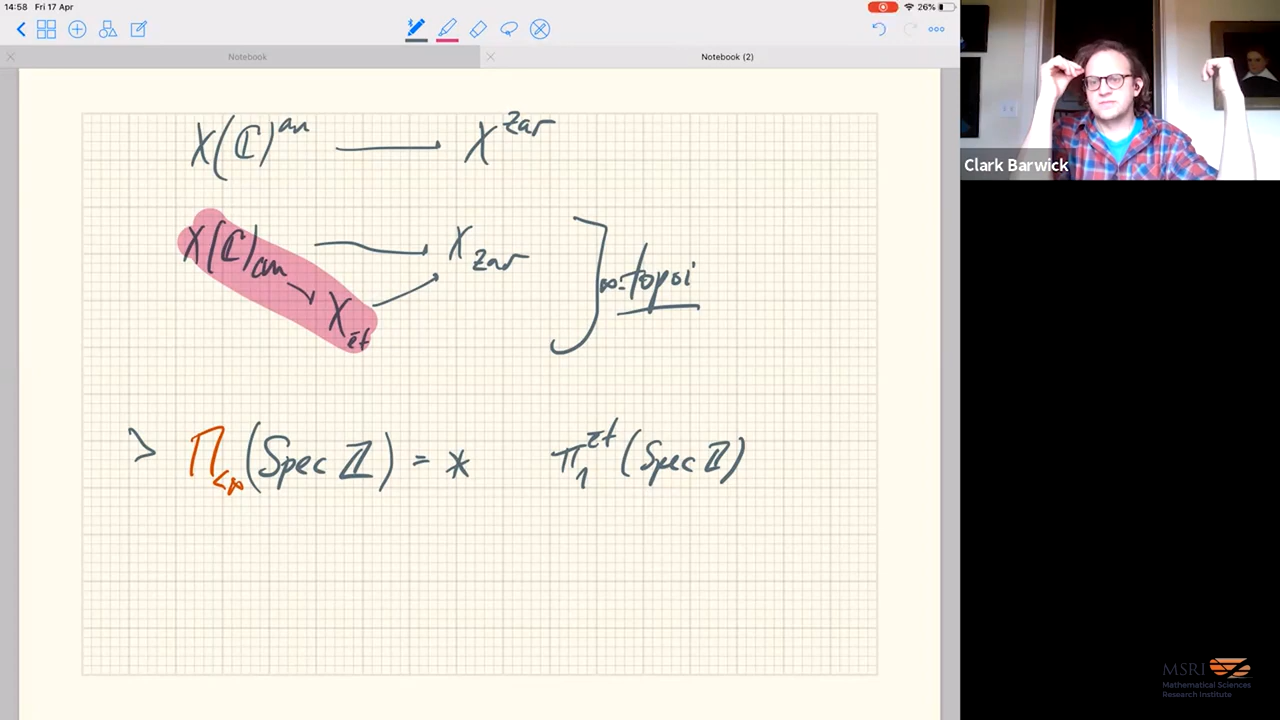 14:58 Fri 17 Apr 26%
Notebook Notebook (2)
X(ℂ)^an ⟶ X^Zar
X(ℂ)_an ⟶ X_Zar
→ X_ét →
∞-topoi
> Π_<∞ (Spec ℤ) = * π_1^ét (Spec ℤ)
Clark Barwick
MSRI
Mathematical Sciences
Research Institute